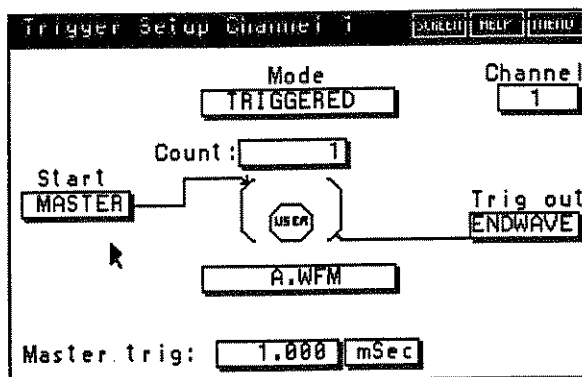 Trigger Setup Channel 1 SCREEN HELP MENU
Mode
TRIGGERED
Channel
1
Count: 1
Start
MASTER
USER
Trig out
ENDWAVE
A.WFM
Master trig: 1.000 mSec